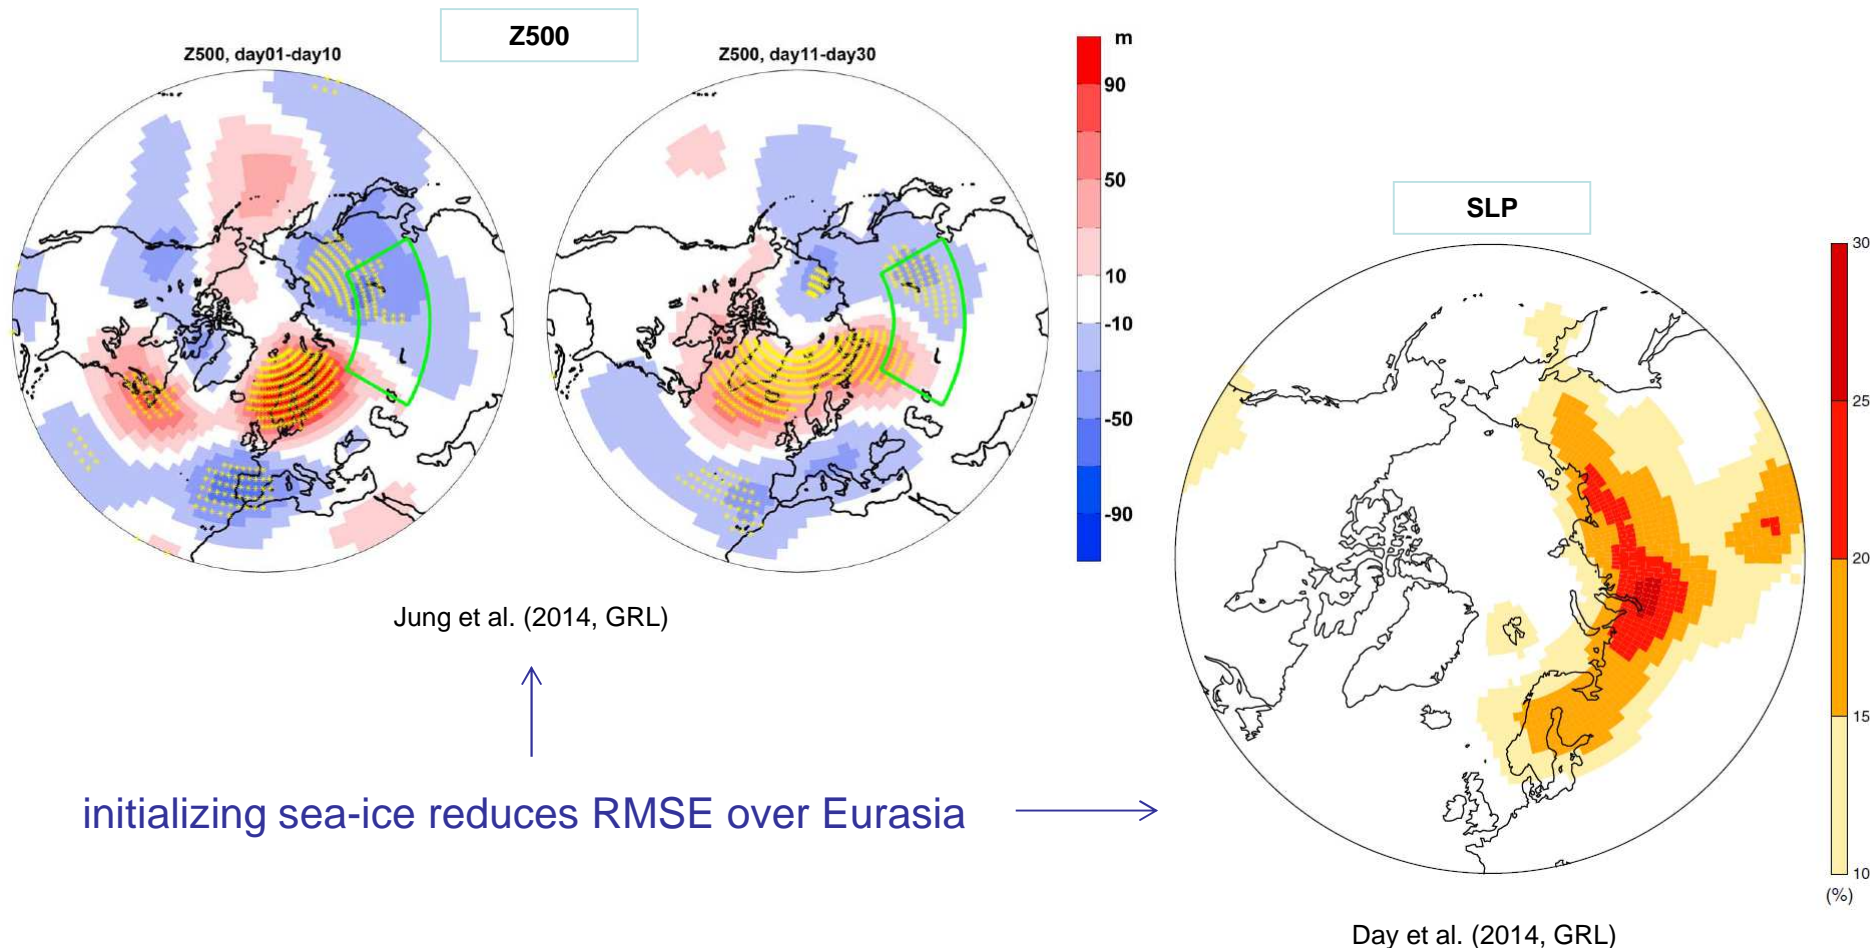 Z500
Z500, day01-day10
Z500, day11-day30
m
90
50
10
-10
-50
-90
Jung et al. (2014, GRL)
SLP
30
25
20
15
10
(%)
initializing sea-ice reduces RMSE over Eurasia
Day et al. (2014, GRL)